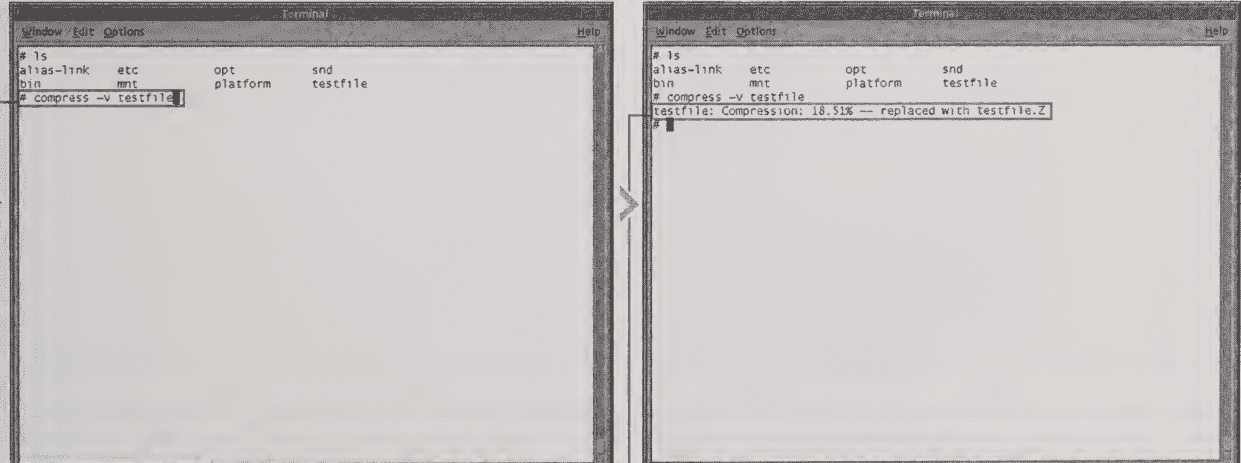 Terminal
Window Edit Options Help
# ls
alias-link etc opt snd
bin mnt platform testfile
# compress -v testfile
Terminal
Window Edit Options Help
# ls
alias-link etc opt snd
bin mnt platform testfile
# compress -v testfile
testfile: Compression: 18.51% -- replaced with testfile.Z
#